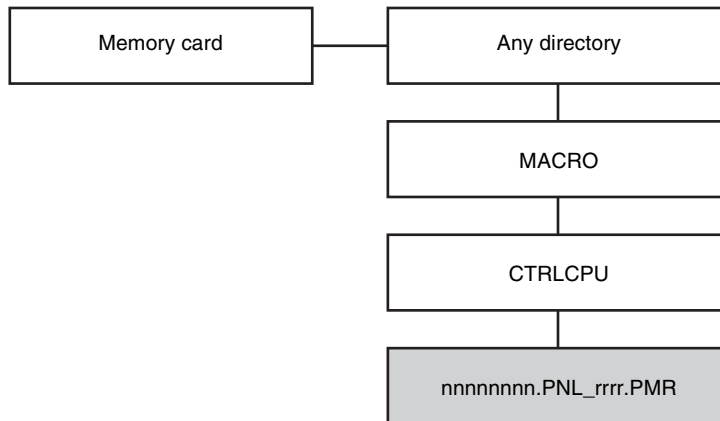 Memory card
Any directory
MACRO
CTRLCPU
nnnnnnnn.PNL_rrrr.PMR